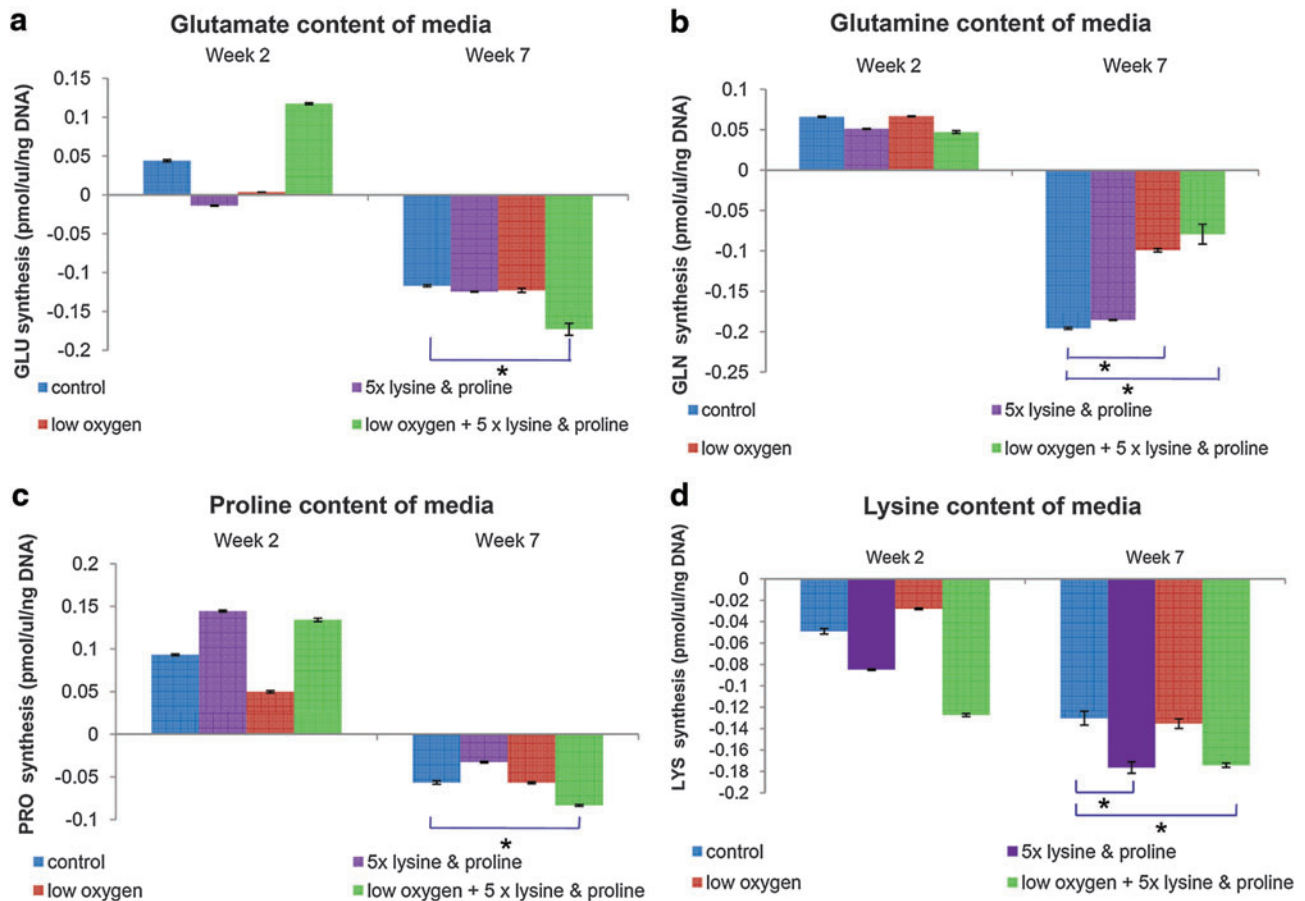 a
Glutamate content of media
Week 2
Week 7
GLU synthesis (pmol/ul/ng DNA)
0.15
0.1
0.05
0
-0.05
-0.1
-0.15
-0.2
*
control
5x lysine & proline
low oxygen
low oxygen + 5 x lysine & proline
b
Glutamine content of media
Week 2
Week 7
GLN synthesis (pmol/ul/ng DNA)
0.1
0.05
0
-0.05
-0.1
-0.15
-0.2
-0.25
*
*
control
5x lysine & proline
low oxygen
low oxygen + 5 x lysine & proline
c
Proline content of media
Week 2
Week 7
PRO synthesis (pmol/ul/ng DNA)
0.2
0.15
0.1
0.05
0
-0.05
-0.1
*
control
5x lysine & proline
low oxygen
low oxygen + 5x lysine & proline
d
Lysine content of media
Week 2
Week 7
LYS synthesis (pmol/ul/ng DNA)
0
-0.02
-0.04
-0.06
-0.08
-0.1
-0.12
-0.14
-0.16
-0.18
-0.2
*
*
control
5x lysine & proline
low oxygen
low oxygen + 5x lysine & proline